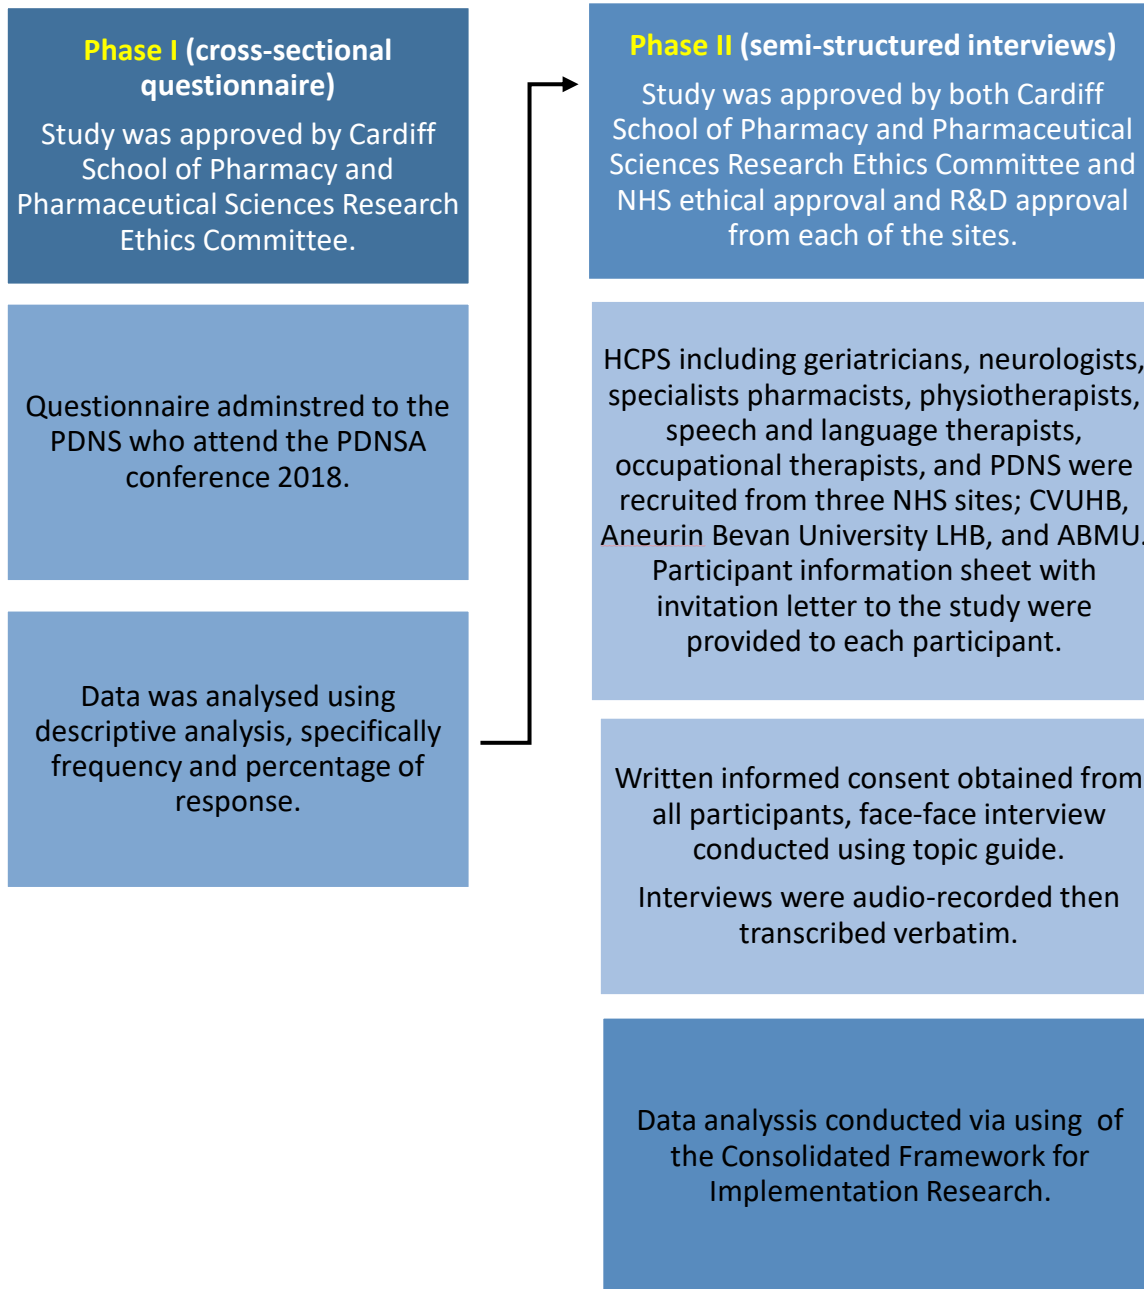 Phase I (cross-sectional
questionnaire)
Study was approved by Cardiff
School of Pharmacy and
Pharmaceutical Sciences Research
Ethics Committee.
Questionnaire adminstred to the
PDNS who attend the PDNSA
conference 2018.
Data was analysed using
descriptive analysis, specifically
frequency and percentage of
response.
Phase II (semi-structured interviews)
Study was approved by both Cardiff
School of Pharmacy and Pharmaceutical
Sciences Research Ethics Committee and
NHS ethical approval and R&D approval
from each of the sites.
HCPS including geriatricians, neurologists,
specialists pharmacists, physiotherapists,
speech and language therapists,
occupational therapists, and PDNS were
recruited from three NHS sites; CVUHB,
Aneurin Bevan University LHB, and ABMU.
Participant information sheet with
invitation letter to the study were
provided to each participant.
Written informed consent obtained from
all participants, face-face interview
conducted using topic guide.
Interviews were audio-recorded then
transcribed verbatim.
Data analyssis conducted via using  of
the Consolidated Framework for
Implementation Research.